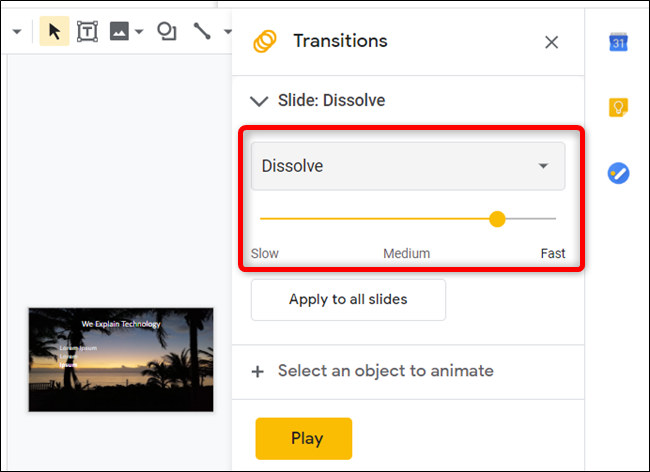 T
Transitions
31
Slide: Dissolve
Dissolve
Slow Medium Fast
Apply to all slides
We Explain Technology
Lorem Ipsum
Lorem
Ipsum
+ Select an object to animate
Play